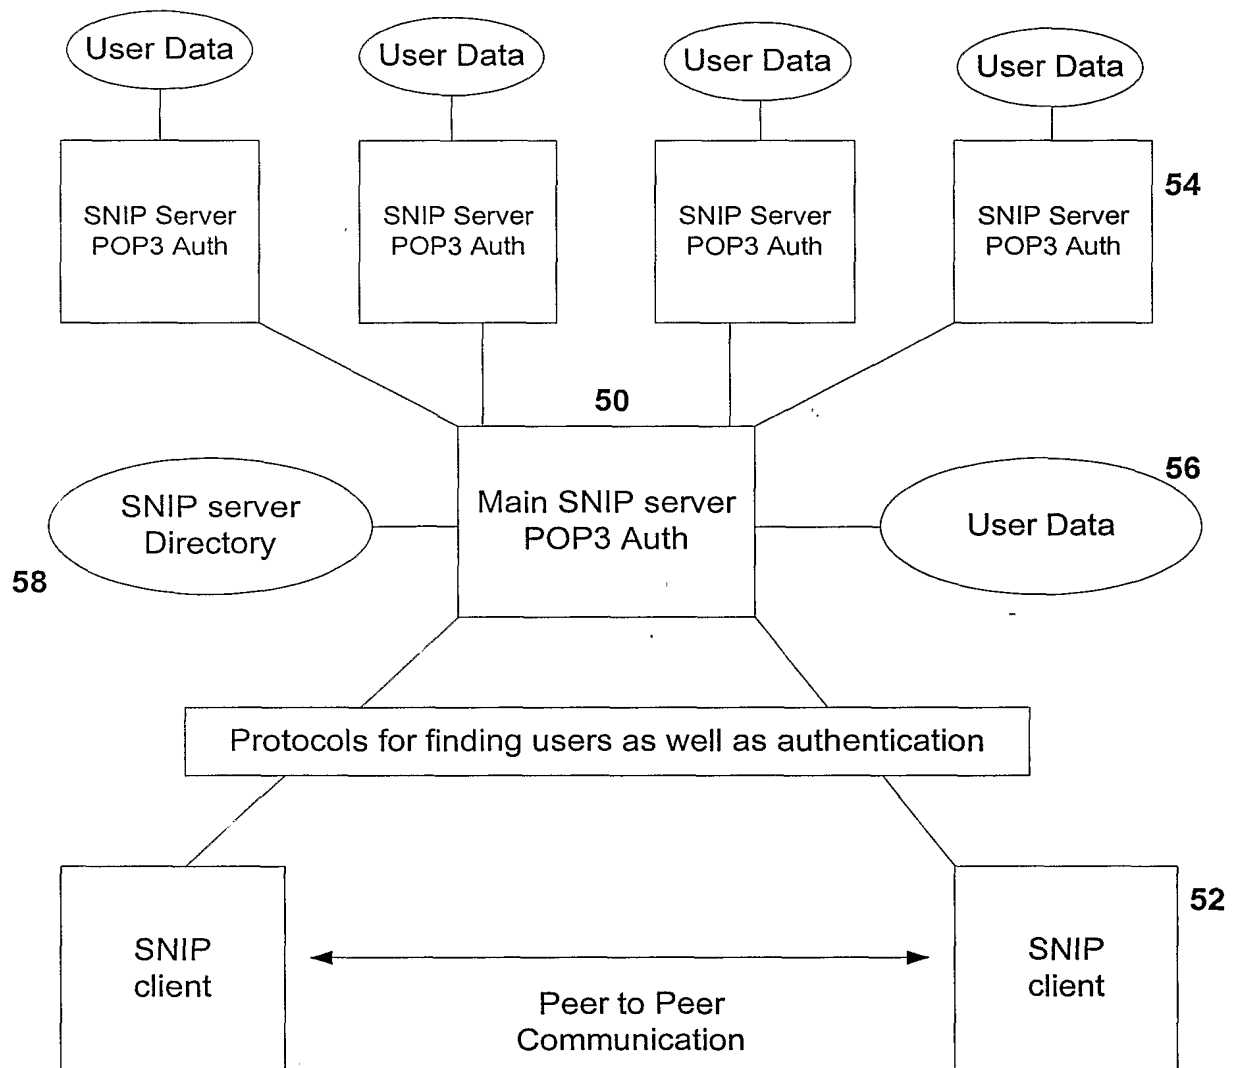 User Data
User Data
User Data
User Data
SNIP Server
POP3 Auth
SNIP Server
POP3 Auth
SNIP Server
POP3 Auth
SNIP Server
POP3 Auth
54
50
SNIP server
Directory
58
Main SNIP server
POP3 Auth
56
User Data
Protocols for finding users as well as authentication
SNIP
client
Peer to Peer
Communication
SNIP
client
52